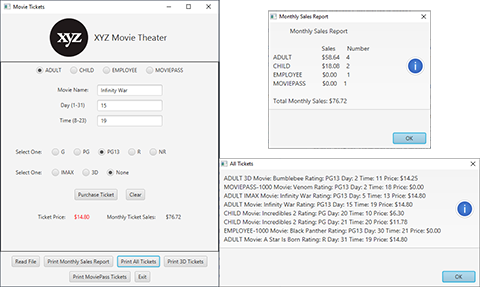 Movie Tickets
xyz
XYZ Movie Theater
ADULT CHILD EMPLOYEE MOVIEPASS
Movie Name: Infinity War
Day (1-31) 15
Time (8-23) 19
Select One: G PG PG13 R NR
Select One: IMAX 3D None
Purchase Ticket Clear
Ticket Price: $14.80 Monthly Ticket Sales: $76.72
Read File Print Monthly Sales Report Print All Tickets Print 3D Tickets
Print MoviePass Tickets Exit
Monthly Sales Report
Monthly Sales Report
Sales Number
ADULT $58.64 4
CHILD $18.08 2
EMPLOYEE $0.00 1
MOVIEPASS $0.00 1
Total Monthly Sales: $76.72
OK
All Tickets
ADULT 3D Movie: Bumblebee Rating: PG13 Day: 2 Time: 11 Price: $14.25
MOVIEPASS-1000 Movie: Venom Rating: PG13 Day: 2 Time: 18 Price: $0.00
ADULT IMAX Movie: Infinity War Rating: PG13 Day: 5 Time: 13 Price: $14.80
ADULT Movie: Infinity War Rating: PG13 Day: 15 Time: 19 Price: $14.80
CHILD Movie: Incredibles 2 Rating: PG Day: 20 Time: 10 Price: $6.30
CHILD Movie: Incredibles 2 Rating: PG Day: 20 Time: 21 Price: $11.78
EMPLOYEE-1000 Movie: Black Panther Rating: PG13 Day: 30 Time: 21 Price: $0.00
ADULT Movie: A Star Is Born Rating: R Day: 31 Time: 19 Price: $14.80
OK